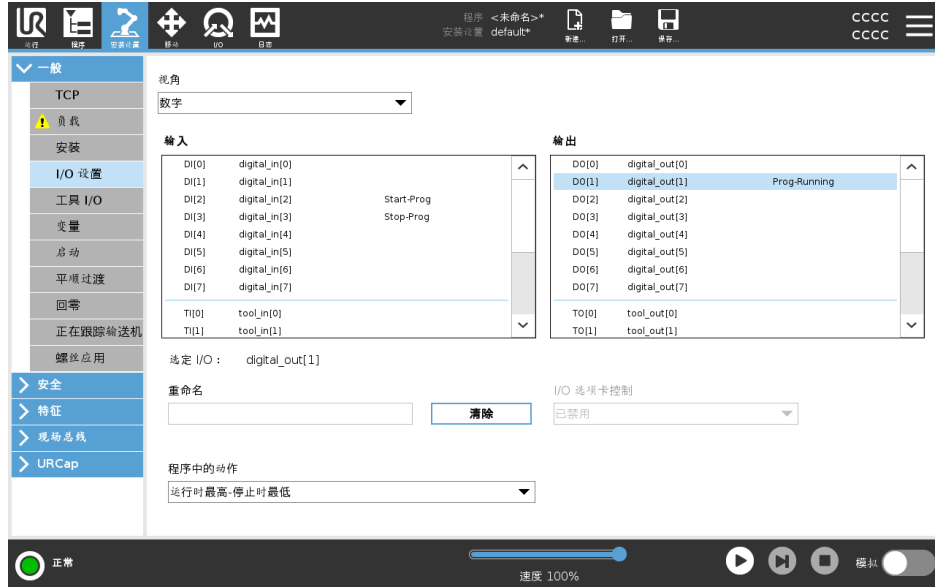 UR
运行
程序
安装设置
移动
I/O
日志
程序 <未命名>*
安装设置 default*
新建...
打开...
保存...
CCCC
CCCC
一般
TCP
负载
安装
I/O 设置
工具 I/O
变量
启动
平顺过渡
回零
正在跟踪输送机
螺丝应用
安全
特征
现场总线
URCap
视角
数字
输入
DI[0] digital_in[0]
DI[1] digital_in[1]
DI[2] digital_in[2] Start-Prog
DI[3] digital_in[3] Stop-Prog
DI[4] digital_in[4]
DI[5] digital_in[5]
DI[6] digital_in[6]
DI[7] digital_in[7]
TI[0] tool_in[0]
TI[1] tool_in[1]
输出
DO[0] digital_out[0]
DO[1] digital_out[1] Prog-Running
DO[2] digital_out[2]
DO[3] digital_out[3]
DO[4] digital_out[4]
DO[5] digital_out[5]
DO[6] digital_out[6]
DO[7] digital_out[7]
TO[0] tool_out[0]
TO[1] tool_out[1]
选定 I/O： digital_out[1]
重命名
清除
I/O 选项卡控制
已禁用
程序中的动作
运行时最高-停止时最低
正常
速度 100%
模拟